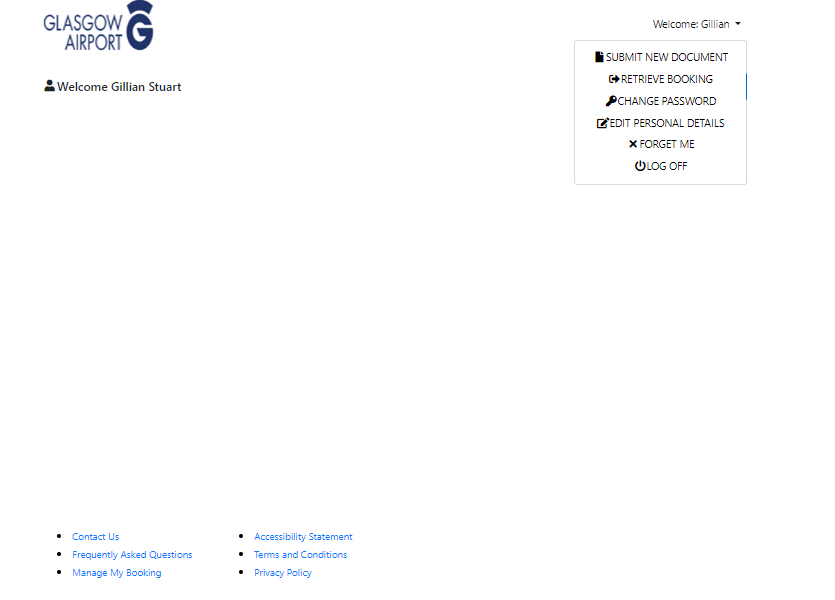 GLASGOW
AIRPORT
G
Welcome: Gillian
SUBMIT NEW DOCUMENT
RETRIEVE BOOKING
CHANGE PASSWORD
EDIT PERSONAL DETAILS
FORGET ME
LOG OFF
Welcome Gillian Stuart
Contact Us
Frequently Asked Questions
Manage My Booking
Accessibility Statement
Terms and Conditions
Privacy Policy